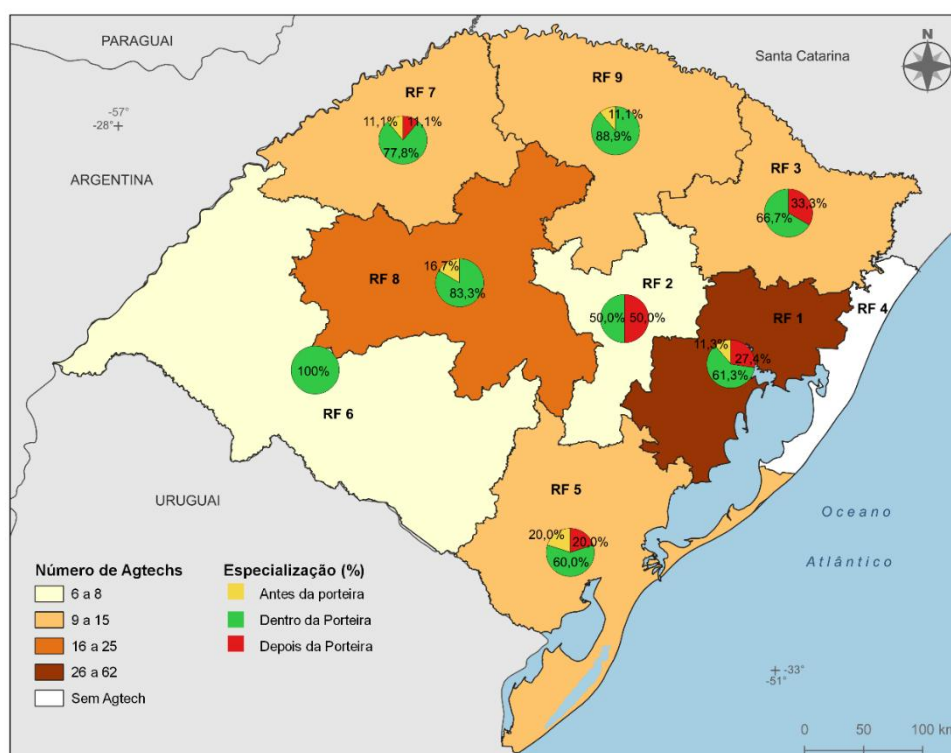 PARAGUAI
Santa Catarina
N
-57°
-28°
ARGENTINA
RF 7
11,1%
11,1%
77,8%
RF 9
11,1%
88,9%
RF 3
33,3%
66,7%
RF 8
16,7%
83,3%
RF 2
50,0%
50,0%
RF 1
11,3%
27,4%
61,3%
RF 4
100%
RF 6
URUGUAI
RF 5
20,0%
20,0%
60,0%
Oceano
Atlântico
Número de Agtechs
6 a 8
9 a 15
16 a 25
26 a 62
Sem Agtech
Especialização (%)
Antes da porteira
Dentro da Porteira
Depois da Porteira
-33°
-51°
0 50 100 km